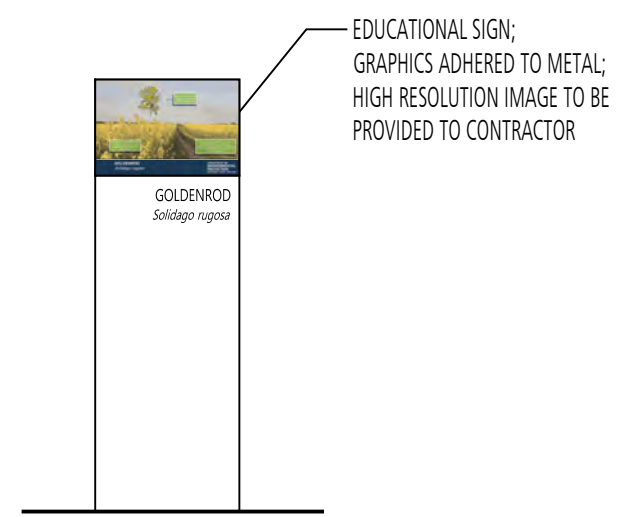 EDUCATIONAL SIGN;
GRAPHICS ADHERED TO METAL;
HIGH RESOLUTION IMAGE TO BE
PROVIDED TO CONTRACTOR
GOLDENROD
Solidago rugosa